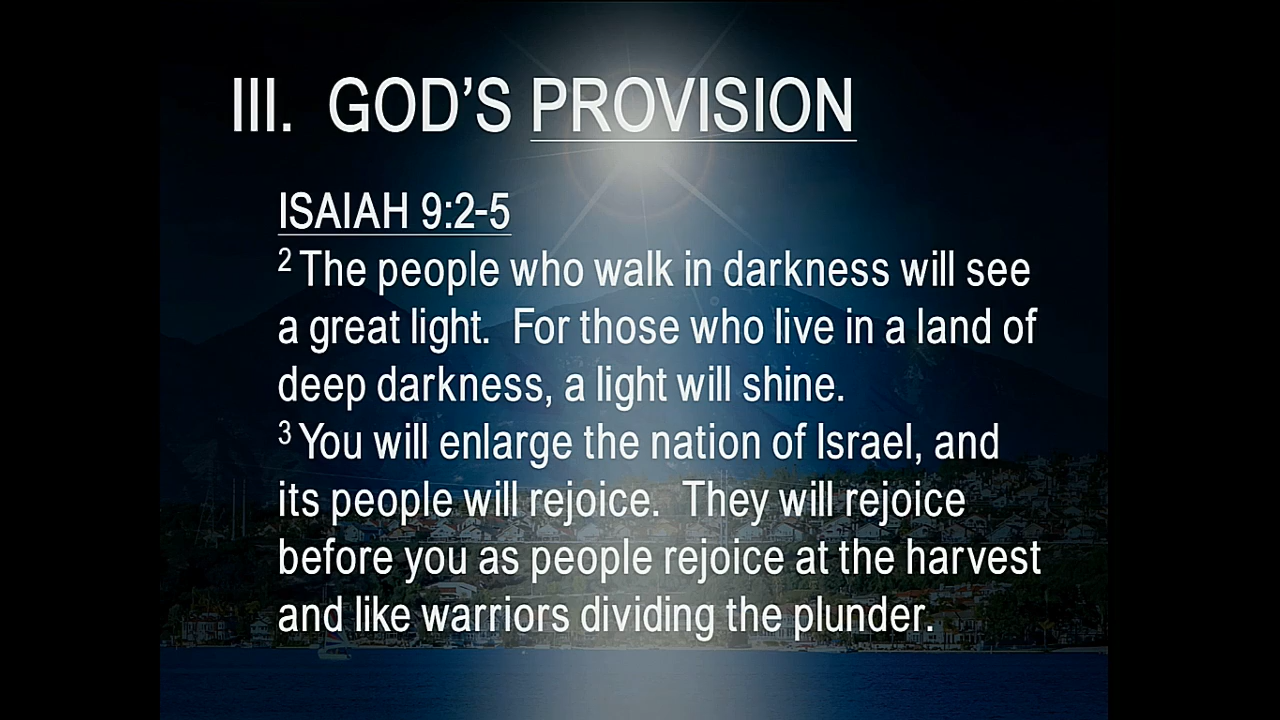 III. GOD’S PROVISION
ISAIAH 9:2-5
2 The people who walk in darkness will see
a great light. For those who live in a land of
deep darkness, a light will shine.
3 You will enlarge the nation of Israel, and
its people will rejoice. They will rejoice
before you as people rejoice at the harvest
and like warriors dividing the plunder.